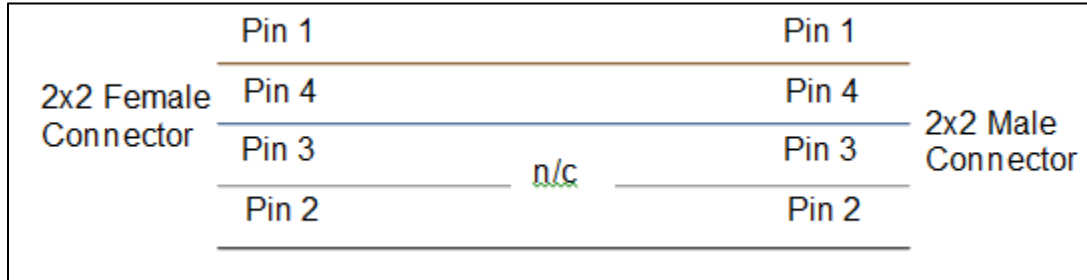 Pin 1 Pin 1
2x2 Female Connector
Pin 4 Pin 4
2x2 Male Connector
Pin 3 Pin 3
n/c
Pin 2 Pin 2